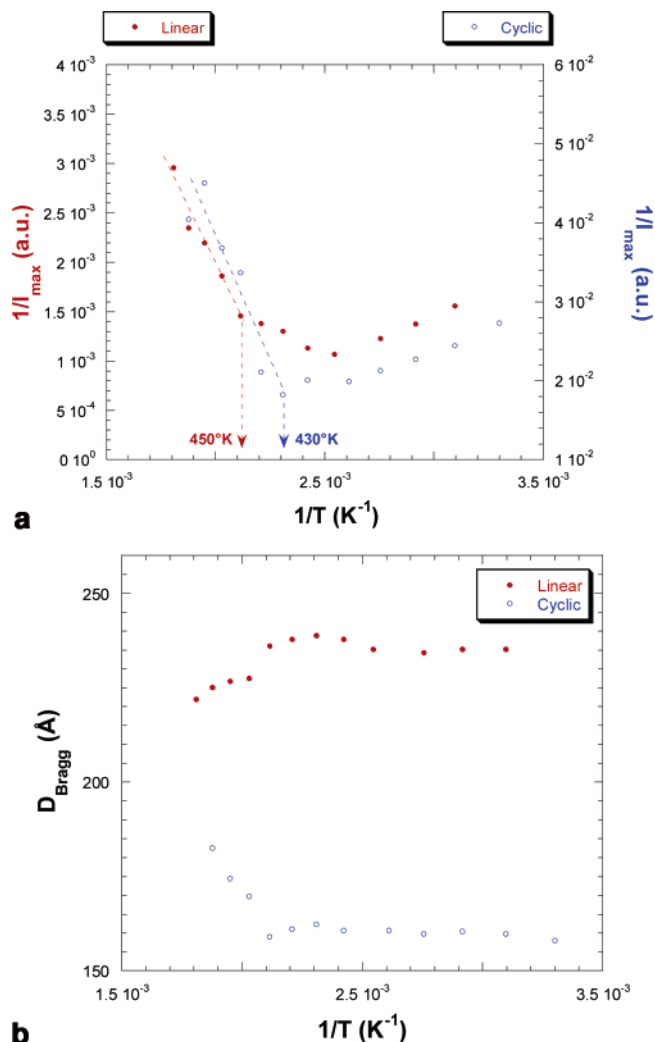 Linear
Cyclic
4 10⁻³
3.5 10⁻³
3 10⁻³
2.5 10⁻³
2 10⁻³
1.5 10⁻³
1 10⁻³
5 10⁻⁴
0 10⁰
1/I_max (a.u.)
6 10⁻²
5 10⁻²
4 10⁻²
3 10⁻²
2 10⁻²
1 10⁻²
1/I_max (a.u.)
450°K
430°K
1.5 10⁻³
2.5 10⁻³
3.5 10⁻³
1/T (K⁻¹)
a
Linear
Cyclic
250
200
150
D_Bragg (Å)
1.5 10⁻³
2.5 10⁻³
3.5 10⁻³
1/T (K⁻¹)
b